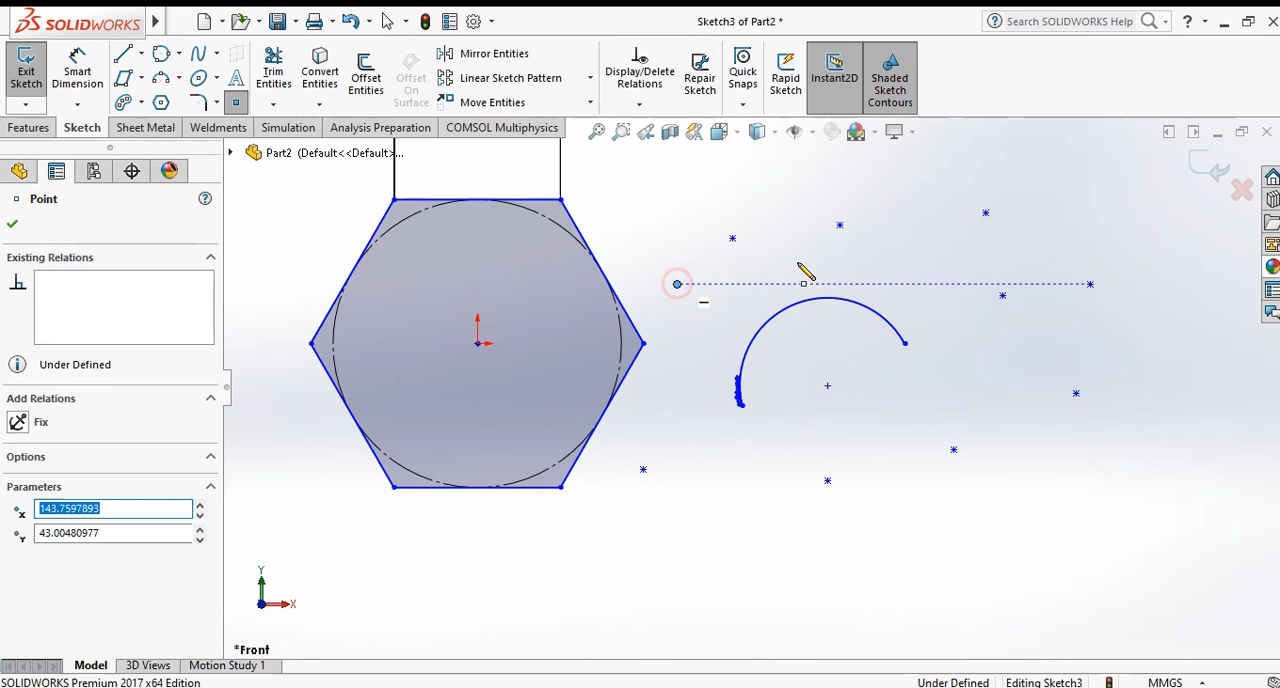 SOLIDWORKS
Sketch3 of Part2 *
Search SOLIDWORKS Help
?
Exit Sketch
Smart Dimension
Trim Entities
Convert Entities
Offset Entities
Offset On Surface
Mirror Entities
Linear Sketch Pattern
Move Entities
Display/Delete Relations
Repair Sketch
Quick Snaps
Rapid Sketch
Instant2D
Shaded Sketch Contours
Features
Sketch
Sheet Metal
Weldments
Simulation
Analysis Preparation
COMSOL Multiphysics
Part2 (Default<<Default>...
Point
Existing Relations
Under Defined
Add Relations
Fix
Options
Parameters
143.7597893
43.00480977
Y
X
*Front
Model
3D Views
Motion Study 1
SOLIDWORKS Premium 2017 x64 Edition
Under Defined
Editing Sketch3
MMGS